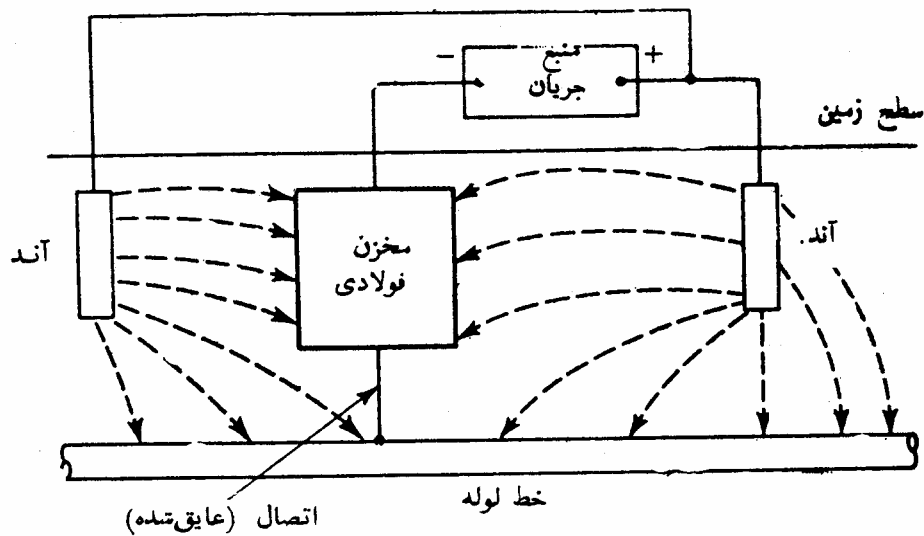 − منبع +
جریان
سطح زمین
آند
مخزن
فولادی
آند
خط لوله
اتصال (عایق‌شده)